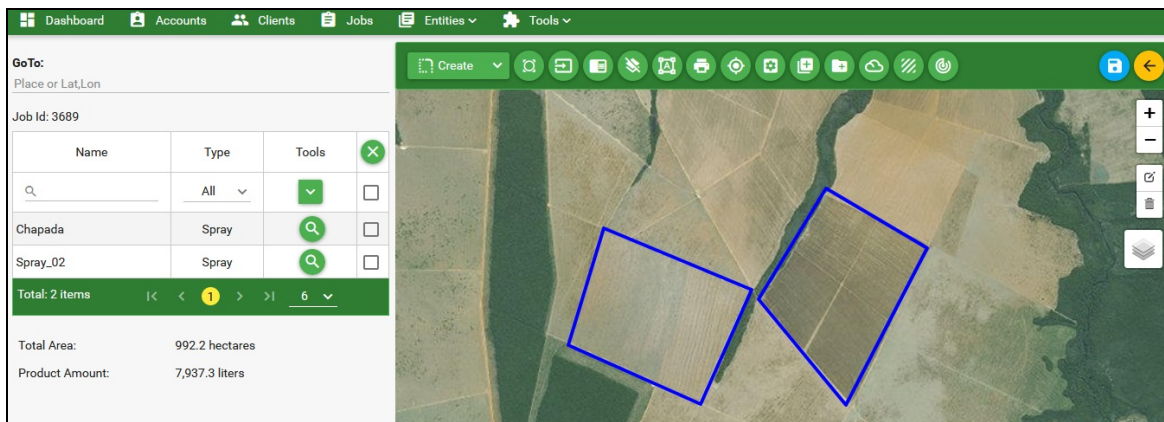 Dashboard Accounts Clients Jobs Entities Tools
GoTo:
Place or Lat,Lon
Job Id: 3689
Name Type Tools
All
Chapada Spray
Spray_02 Spray
Total: 2 items 1 6
Total Area: 992.2 hectares
Product Amount: 7,937.3 liters
Create
A
+
−